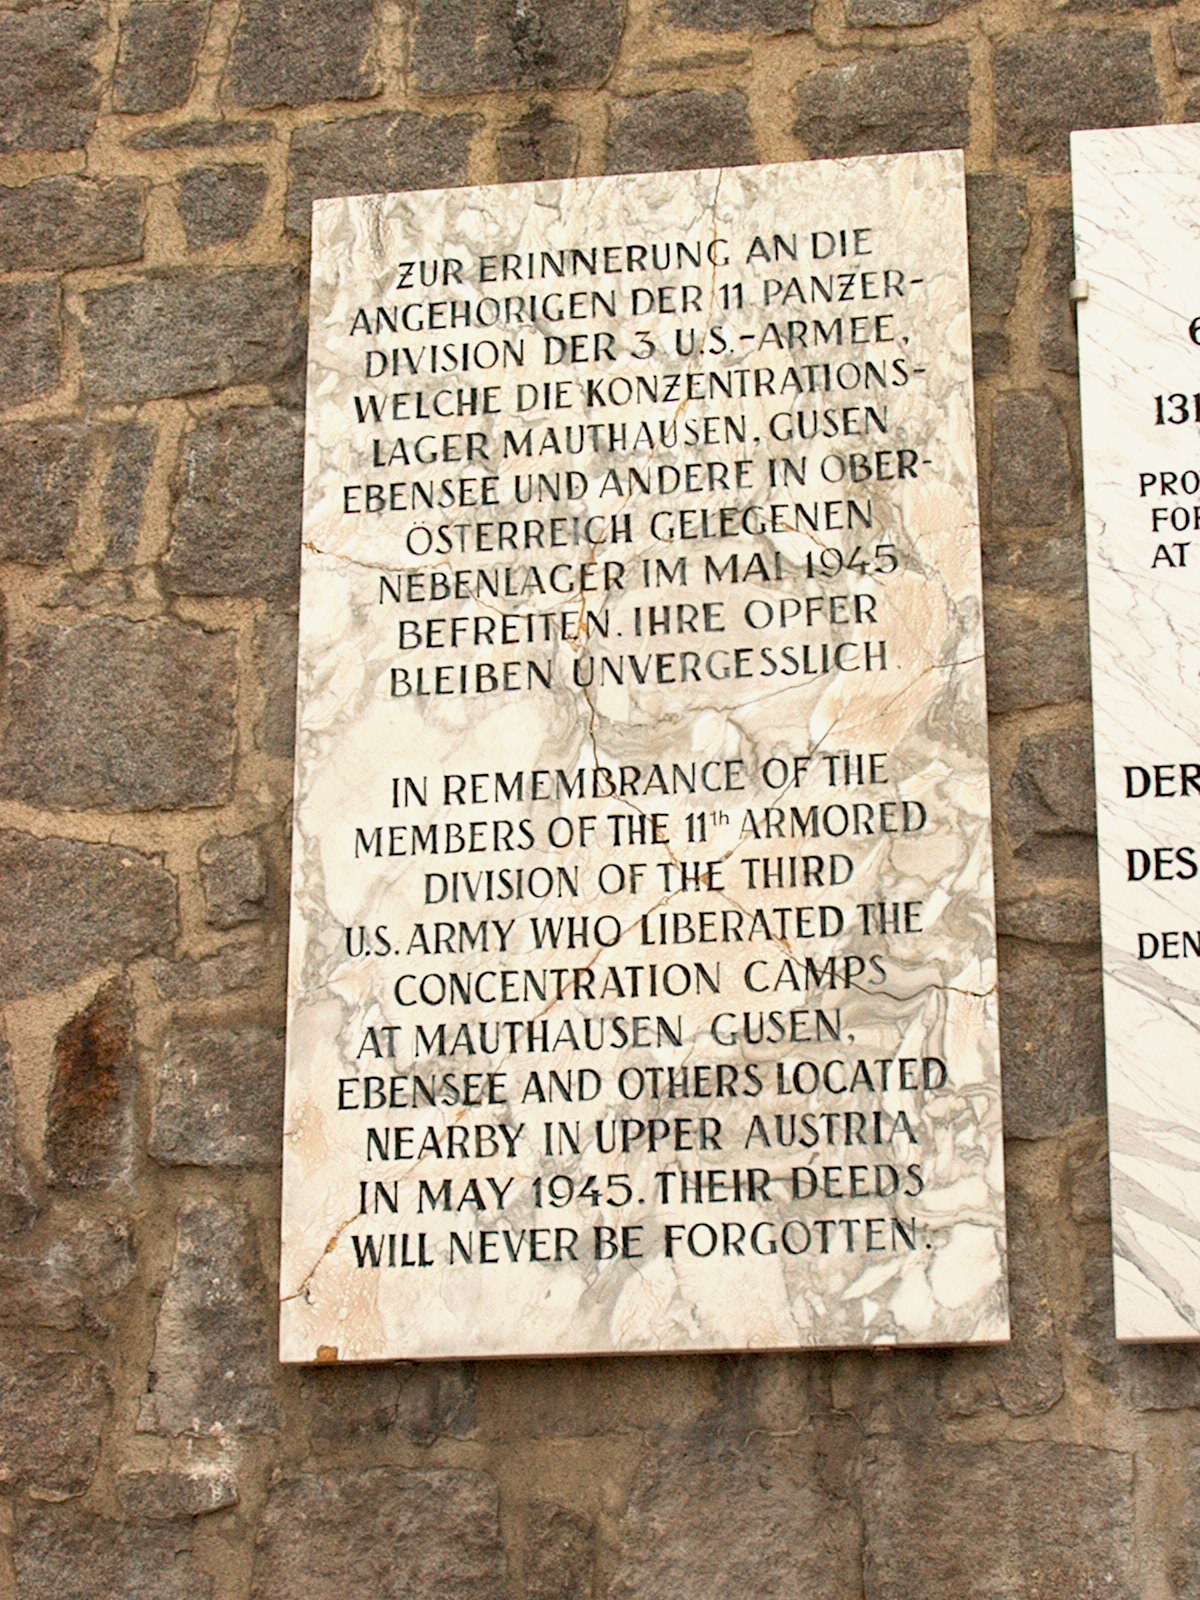 ZUR ERINNERUNG AN DIE
ANGEHORIGEN DER 11 PANZER-
DIVISION DER 3 U.S.-ARMEE,
WELCHE DIE KONZENTRATIONS-
LAGER MAUTHAUSEN, GUSEN
EBENSEE UND ANDERE IN OBER-
ÖSTERREICH GELEGENEN
NEBENLAGER IM MAI 1945
BEFREITEN. IHRE OPFER
BLEIBEN UNVERGESSLICH.
IN REMEMBRANCE OF THE
MEMBERS OF THE 11th ARMORED
DIVISION OF THE THIRD
U.S. ARMY WHO LIBERATED THE
CONCENTRATION CAMPS
AT MAUTHAUSEN GUSEN,
EBENSEE AND OTHERS LOCATED
NEARBY IN UPPER AUSTRIA
IN MAY 1945. THEIR DEEDS
WILL NEVER BE FORGOTTEN.
131
PRO
FOR
AT
DER
DES
DEN